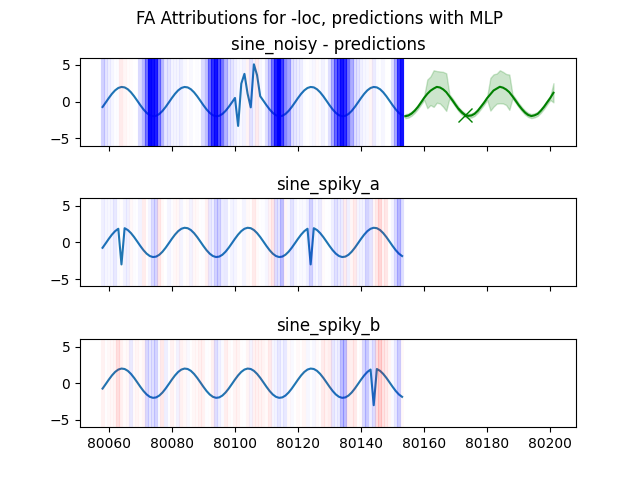 FA Attributions for -loc, predictions with MLP
sine_noisy - predictions
5
0
−5
sine_spiky_a
5
0
−5
sine_spiky_b
5
0
−5
80060 80080 80100 80120 80140 80160 80180 80200